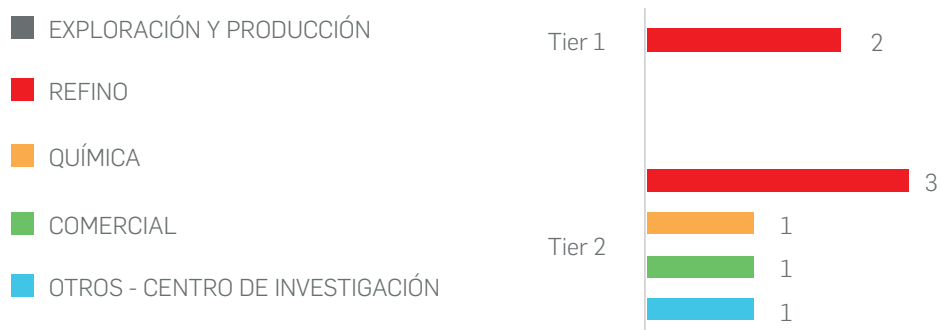 EXPLORACIÓN Y PRODUCCIÓN
REFINO
QUÍMICA
COMERCIAL
OTROS - CENTRO DE INVESTIGACIÓN
Tier 1
2
3
Tier 2
1
1
1